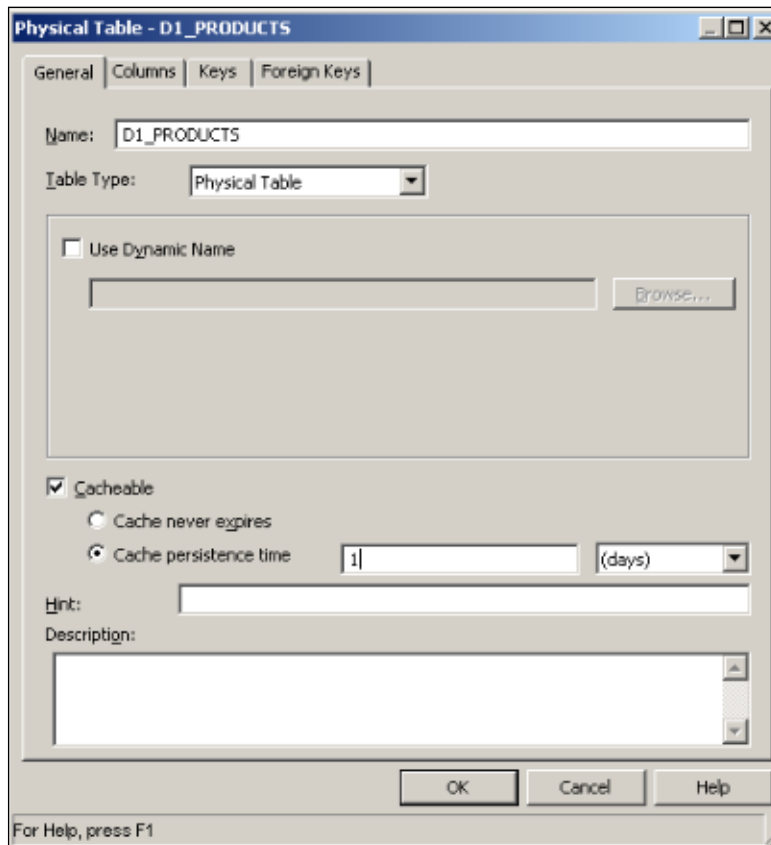 Physical Table - D1_PRODUCTS
General Columns Keys Foreign Keys
Name: D1_PRODUCTS
Table Type: Physical Table
Use Dynamic Name
Browse...
Cacheable
Cache never expires
Cache persistence time 1 (days)
Hint:
Description:
OK Cancel Help
For Help, press F1